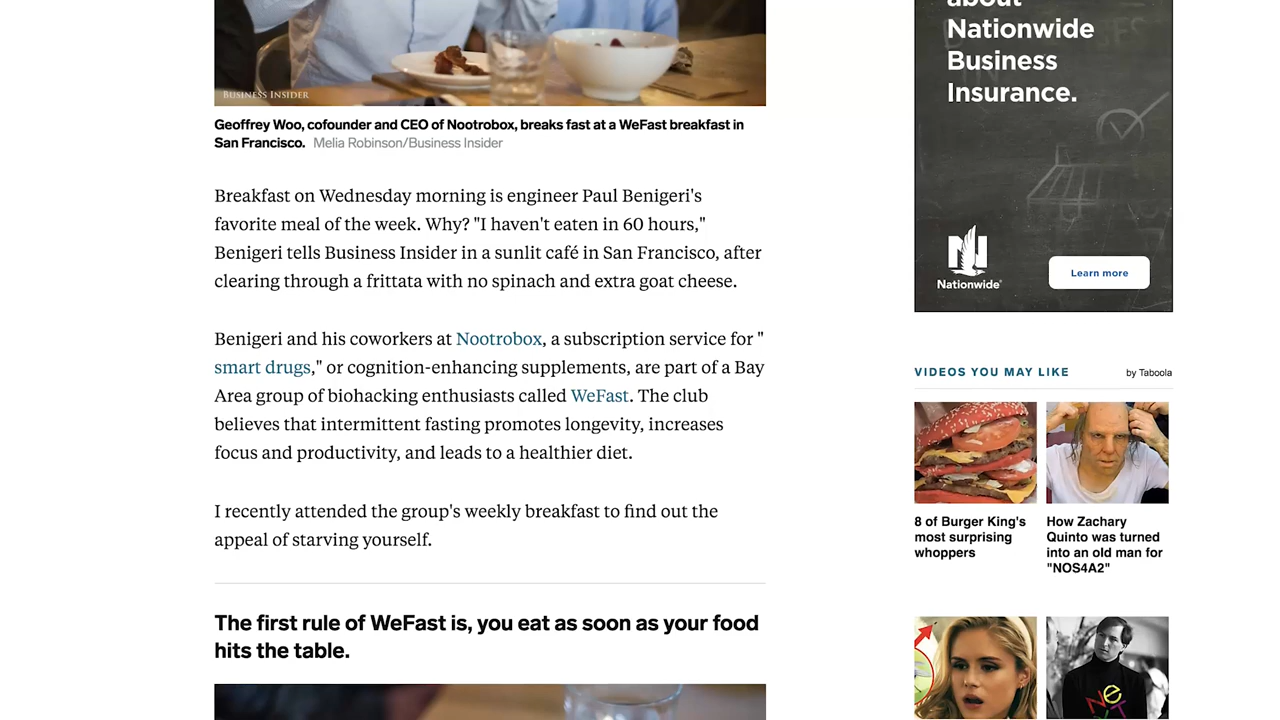 BUSINESS INSIDER
Geoffrey Woo, cofounder and CEO of Nootrobox, breaks fast at a WeFast breakfast in
San Francisco. Melia Robinson/Business Insider
Breakfast on Wednesday morning is engineer Paul Benigeri's
favorite meal of the week. Why? "I haven't eaten in 60 hours,"
Benigeri tells Business Insider in a sunlit café in San Francisco, after
clearing through a frittata with no spinach and extra goat cheese.
Benigeri and his coworkers at Nootrobox, a subscription service for "
smart drugs," or cognition-enhancing supplements, are part of a Bay
Area group of biohacking enthusiasts called WeFast. The club
believes that intermittent fasting promotes longevity, increases
focus and productivity, and leads to a healthier diet.
I recently attended the group's weekly breakfast to find out the
appeal of starving yourself.
The first rule of WeFast is, you eat as soon as your food
hits the table.
about
Nationwide
Business
Insurance.
Nationwide®
Learn more
VIDEOS YOU MAY LIKE
by Taboola
8 of Burger King's
most surprising
whoppers
How Zachary
Quinto was turned
into an old man for
"NOS4A2"